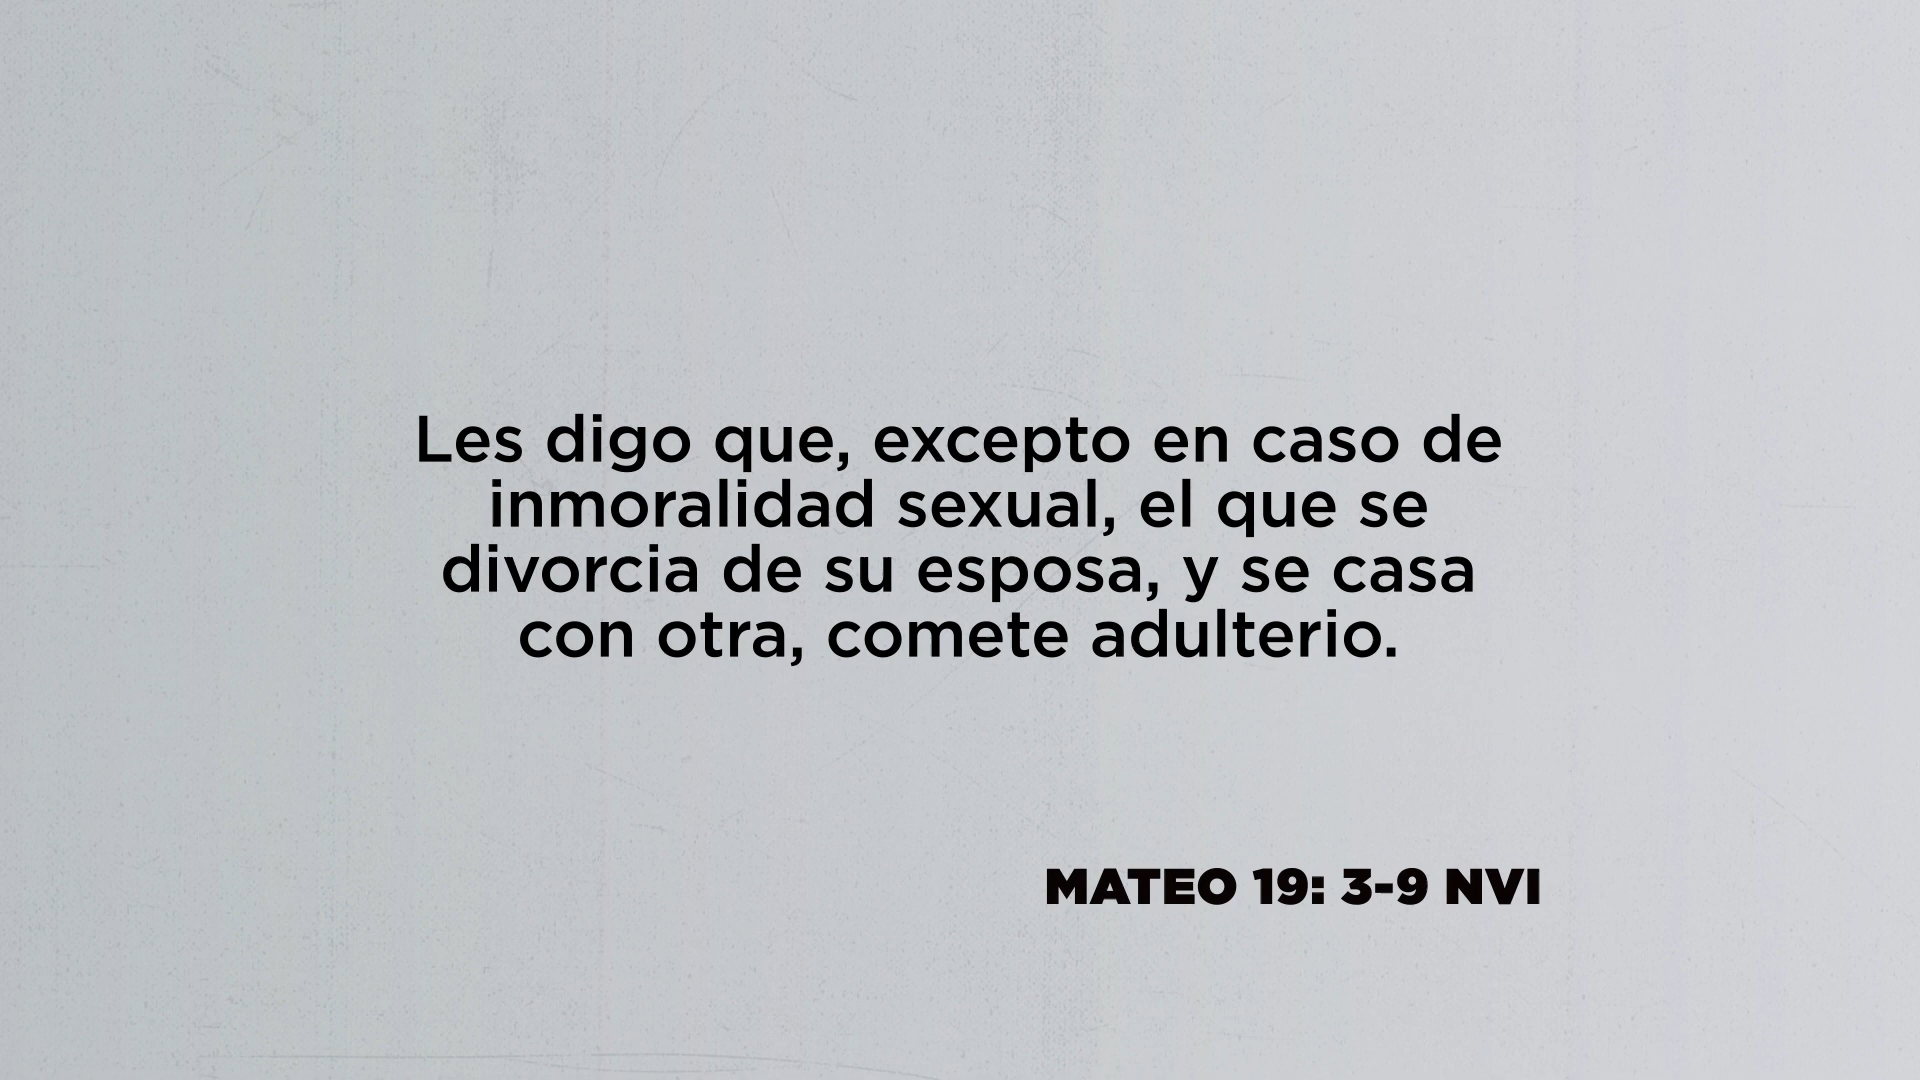 Les digo que, excepto en caso de
inmoralidad sexual, el que se
divorcia de su esposa, y se casa
con otra, comete adulterio.
MATEO 19: 3-9 NVI